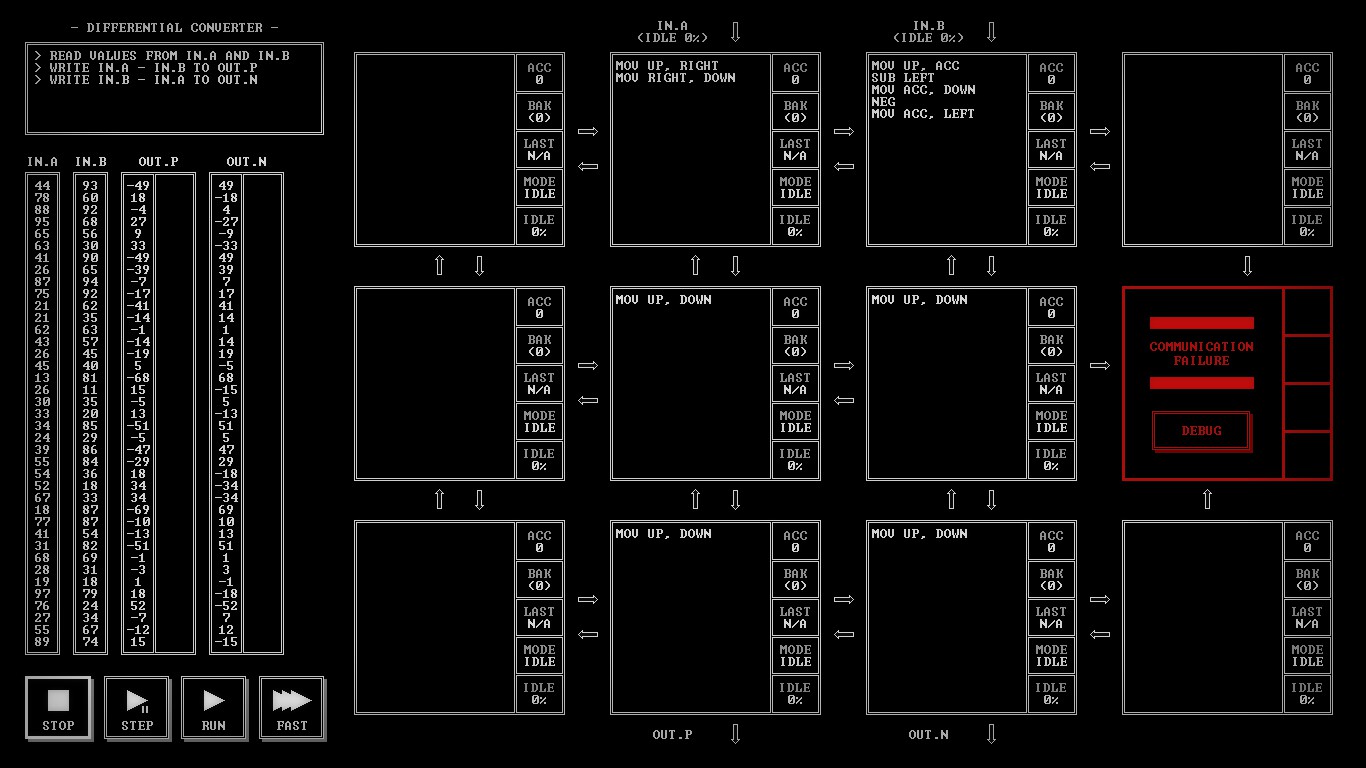 - DIFFERENTIAL CONVERTER -
> READ VALUES FROM IN.A AND IN.B
> WRITE IN.A - IN.B TO OUT.P
> WRITE IN.B - IN.A TO OUT.N
IN.A IN.B OUT.P OUT.N
44 93 -49 49
78 60 18 -18
88 92 -4 4
95 68 27 -27
65 56 9 -9
63 30 33 -33
41 90 -49 49
26 65 -39 39
87 94 -7 7
75 92 -17 17
21 62 -41 41
21 35 -14 14
62 63 -1 1
43 57 -14 14
26 45 -19 19
45 40 5 -5
13 81 -68 68
26 11 15 -15
30 35 -5 5
33 20 13 -13
34 85 -51 51
24 29 -5 5
39 86 -47 47
55 84 -29 29
54 36 18 -18
52 18 34 -34
67 33 34 -34
18 87 -69 69
77 87 -10 10
41 54 -13 13
31 82 -51 51
68 69 -1 1
28 31 -3 3
19 18 1 -1
97 79 18 -18
76 24 52 -52
27 34 -7 7
55 67 -12 12
89 74 15 -15
STOP
STEP
RUN
FAST
IN.A
(IDLE 0%)
IN.B
(IDLE 0%)
ACC
0
BAK
(0)
LAST
N/A
MODE
IDLE
IDLE
0%
MOV UP, RIGHT
MOV RIGHT, DOWN
ACC
0
BAK
(0)
LAST
N/A
MODE
IDLE
IDLE
0%
MOV UP, ACC
SUB LEFT
MOV ACC, DOWN
NEG
MOV ACC, LEFT
ACC
0
BAK
(0)
LAST
N/A
MODE
IDLE
IDLE
0%
ACC
0
BAK
(0)
LAST
N/A
MODE
IDLE
IDLE
0%
ACC
0
BAK
(0)
LAST
N/A
MODE
IDLE
IDLE
0%
MOV UP, DOWN
ACC
0
BAK
(0)
LAST
N/A
MODE
IDLE
IDLE
0%
MOV UP, DOWN
ACC
0
BAK
(0)
LAST
N/A
MODE
IDLE
IDLE
0%
COMMUNICATION
FAILURE
DEBUG
ACC
0
BAK
(0)
LAST
N/A
MODE
IDLE
IDLE
0%
MOV UP, DOWN
ACC
0
BAK
(0)
LAST
N/A
MODE
IDLE
IDLE
0%
MOV UP, DOWN
ACC
0
BAK
(0)
LAST
N/A
MODE
IDLE
IDLE
0%
ACC
0
BAK
(0)
LAST
N/A
MODE
IDLE
IDLE
0%
OUT.P
OUT.N